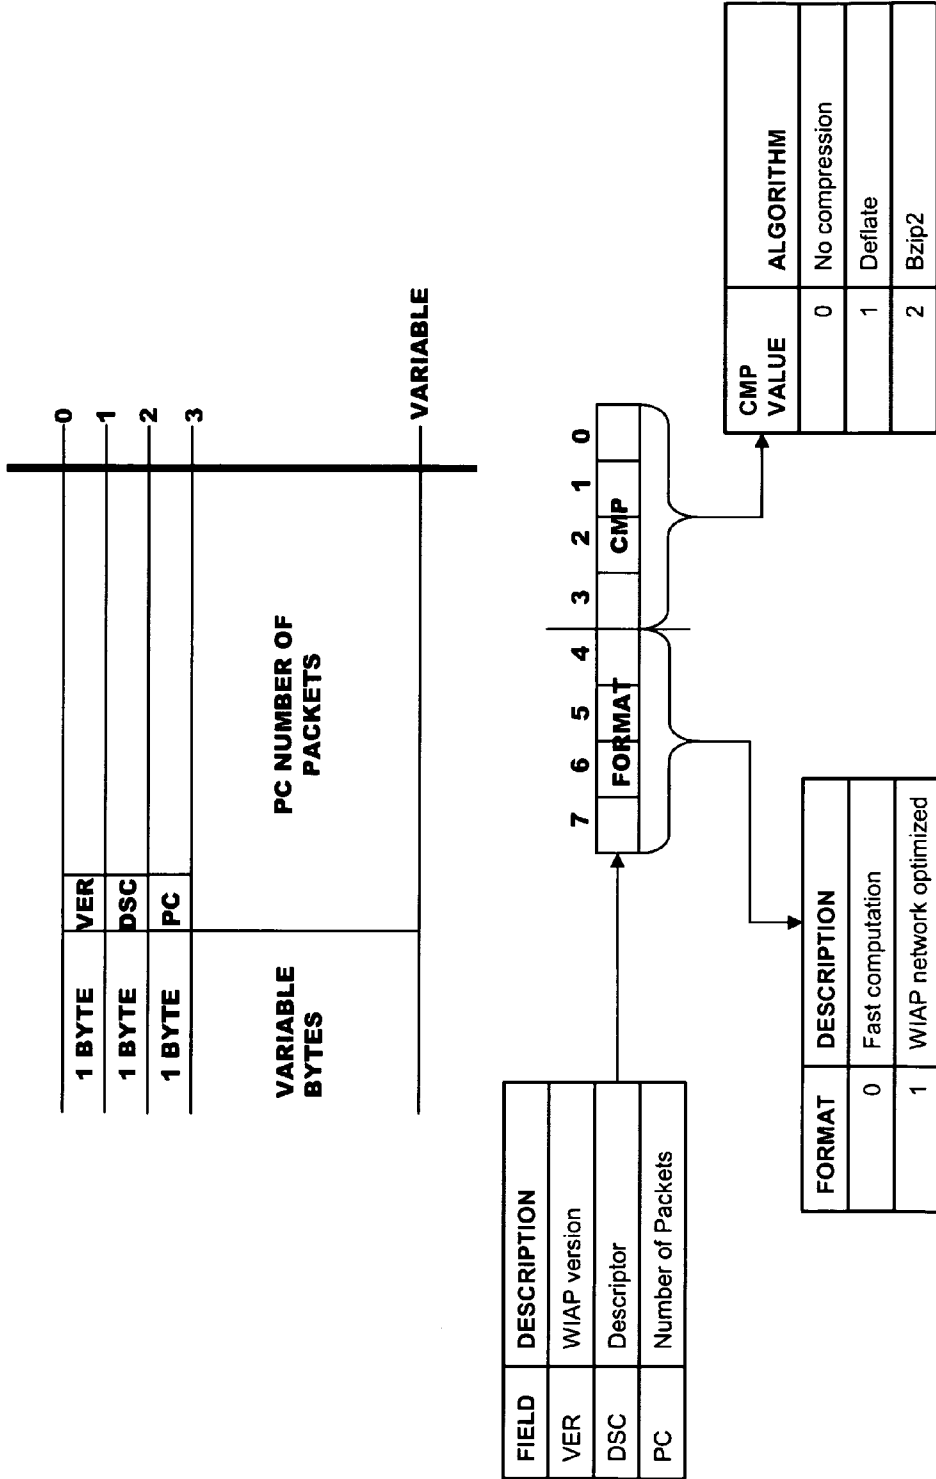 1 BYTE VER 0
1 BYTE DSC 1
1 BYTE PC 2
3
VARIABLE
BYTES
PC NUMBER OF
PACKETS
VARIABLE
FIELD DESCRIPTION
VER WIAP version
DSC Descriptor
PC Number of Packets
7 6 5 4 3 2 1 0
FORMAT CMP
FORMAT DESCRIPTION
0 Fast computation
1 WIAP network optimized
CMP
VALUE ALGORITHM
0 No compression
1 Deflate
2 Bzip2